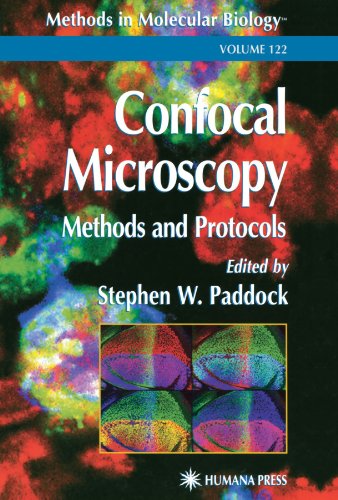 Methods in Molecular Biology™
VOLUME 122
Confocal
Microscopy
Methods and Protocols
Edited by
Stephen W. Paddock
HUMANA PRESS